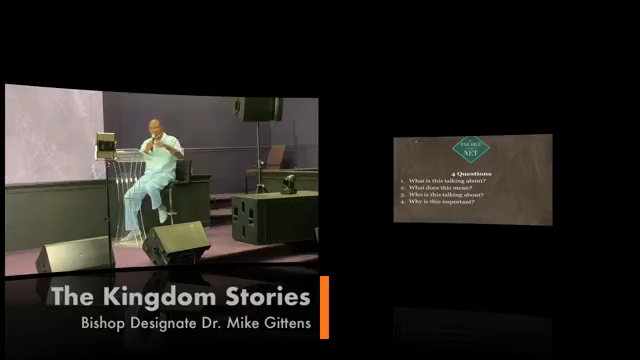 The Kingdom Stories
Bishop Designate Dr. Mike Gittens
PARABLE
NET
4 Questions
1. What is this talking about?
2. What does this mean?
3. Who is this talking about?
4. Why is this important?